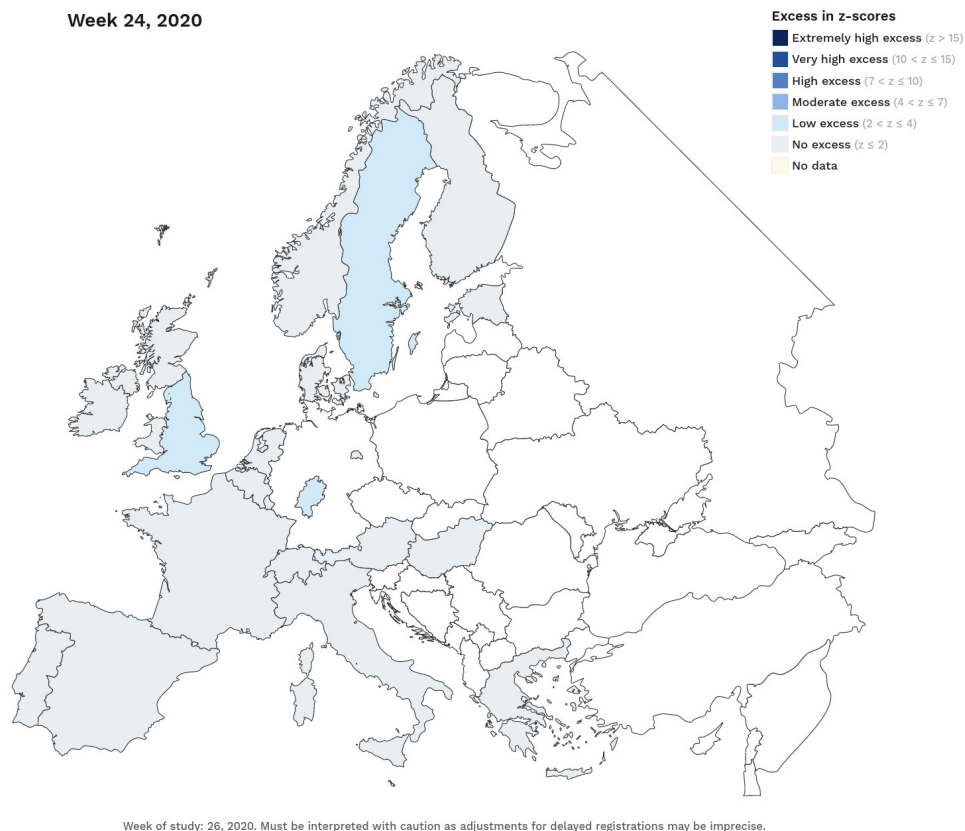 Week 24, 2020
Excess in z-scores
Extremely high excess (z > 15)
Very high excess (10 < z ≤ 15)
High excess (7 < z ≤ 10)
Moderate excess (4 < z ≤ 7)
Low excess (2 < z ≤ 4)
No excess (z ≤ 2)
No data
Week of study: 26, 2020. Must be interpreted with caution as adjustments for delayed registrations may be imprecise.